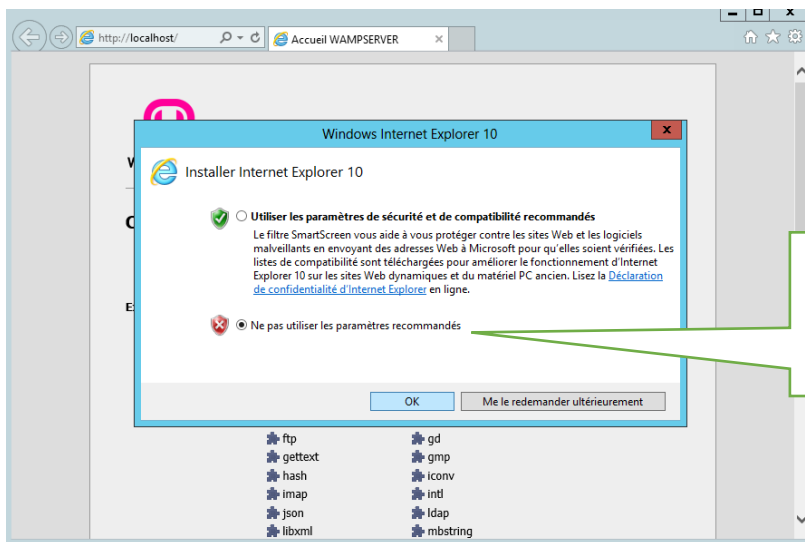 http://localhost/
Accueil WAMPSERVER
Windows Internet Explorer 10
x
Installer Internet Explorer 10
Utiliser les paramètres de sécurité et de compatibilité recommandés
Le filtre SmartScreen vous aide à vous protéger contre les sites Web et les logiciels
malveillants en envoyant des adresses Web à Microsoft pour qu'elles soient vérifiées. Les
listes de compatibilité sont téléchargées pour améliorer le fonctionnement d'Internet
Explorer 10 sur les sites Web dynamiques et du matériel PC ancien. Lisez la Déclaration
de confidentialité d'Internet Explorer en ligne.
Ne pas utiliser les paramètres recommandés
OK Me le redemander ultérieurement
ftp gd
gettext gmp
hash iconv
imap intl
json ldap
libxml mbstring